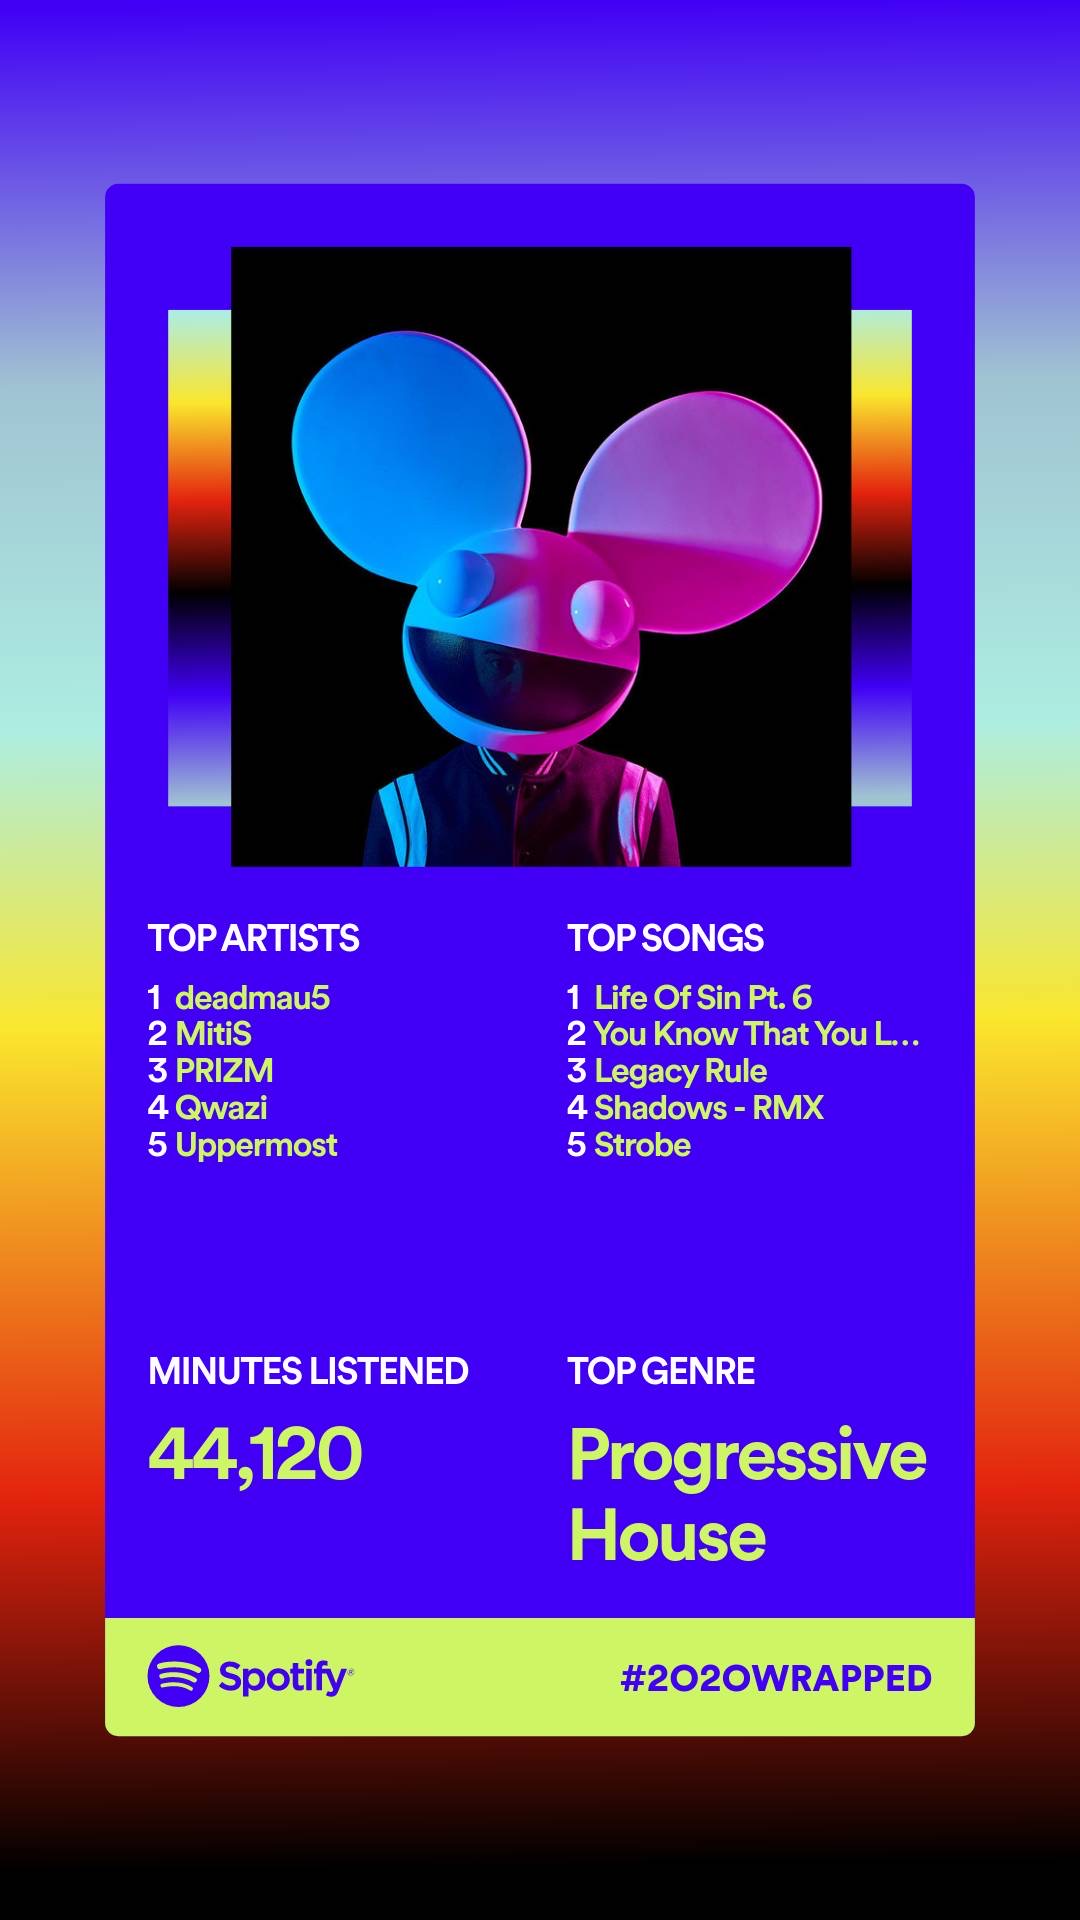 TOP ARTISTS
1 deadmau5
2 MitiS
3 PRIZM
4 Qwazi
5 Uppermost
TOP SONGS
1 Life Of Sin Pt. 6
2 You Know That You L...
3 Legacy Rule
4 Shadows - RMX
5 Strobe
MINUTES LISTENED
44,120
TOP GENRE
Progressive
House
Spotify®
#2020WRAPPED